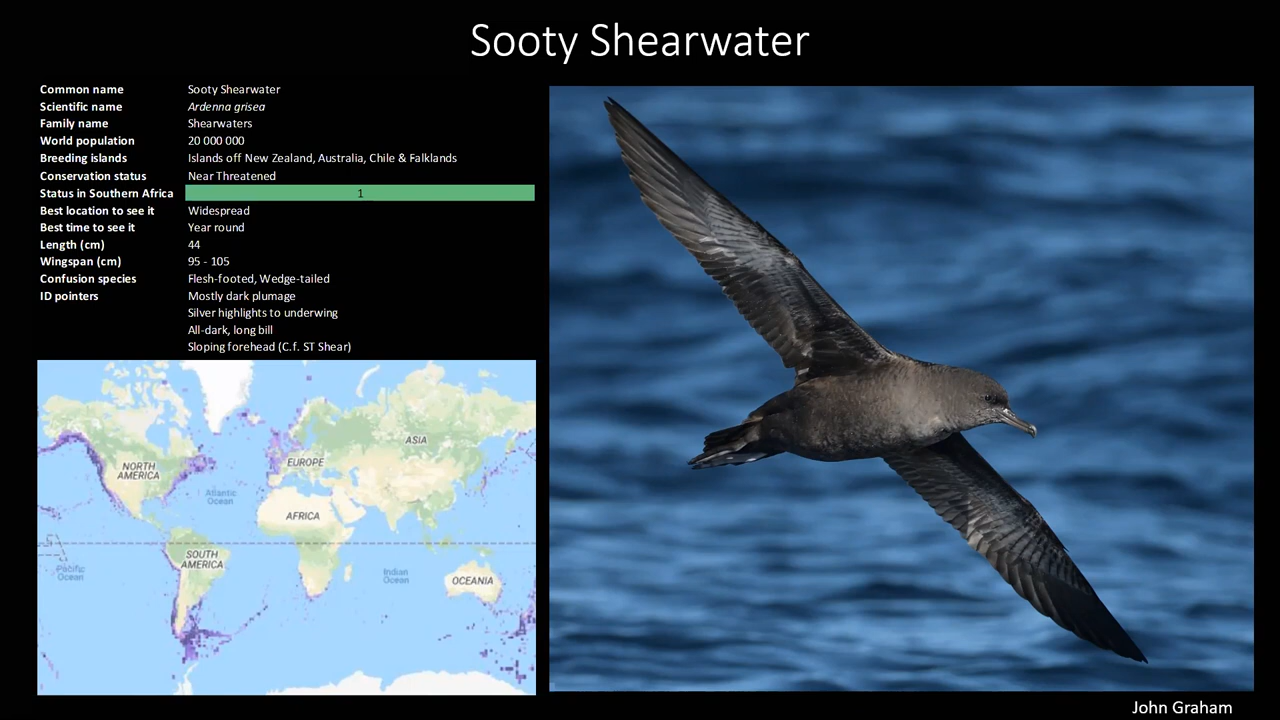 Sooty Shearwater
Common name Sooty Shearwater
Scientific name Ardenna grisea
Family name Shearwaters
World population 20 000 000
Breeding islands Islands off New Zealand, Australia, Chile & Falklands
Conservation status Near Threatened
Status in Southern Africa 1
Best location to see it Widespread
Best time to see it Year round
Length (cm) 44
Wingspan (cm) 95 - 105
Confusion species Flesh-footed, Wedge-tailed
ID pointers Mostly dark plumage
Silver highlights to underwing
All-dark, long bill
Sloping forehead (C.f. ST Shear)
ASIA
NORTH
AMERICA
EUROPE
Atlantic
Ocean
AFRICA
SOUTH
AMERICA
Pacific
Ocean
Indian
Ocean
OCEANIA
John Graham